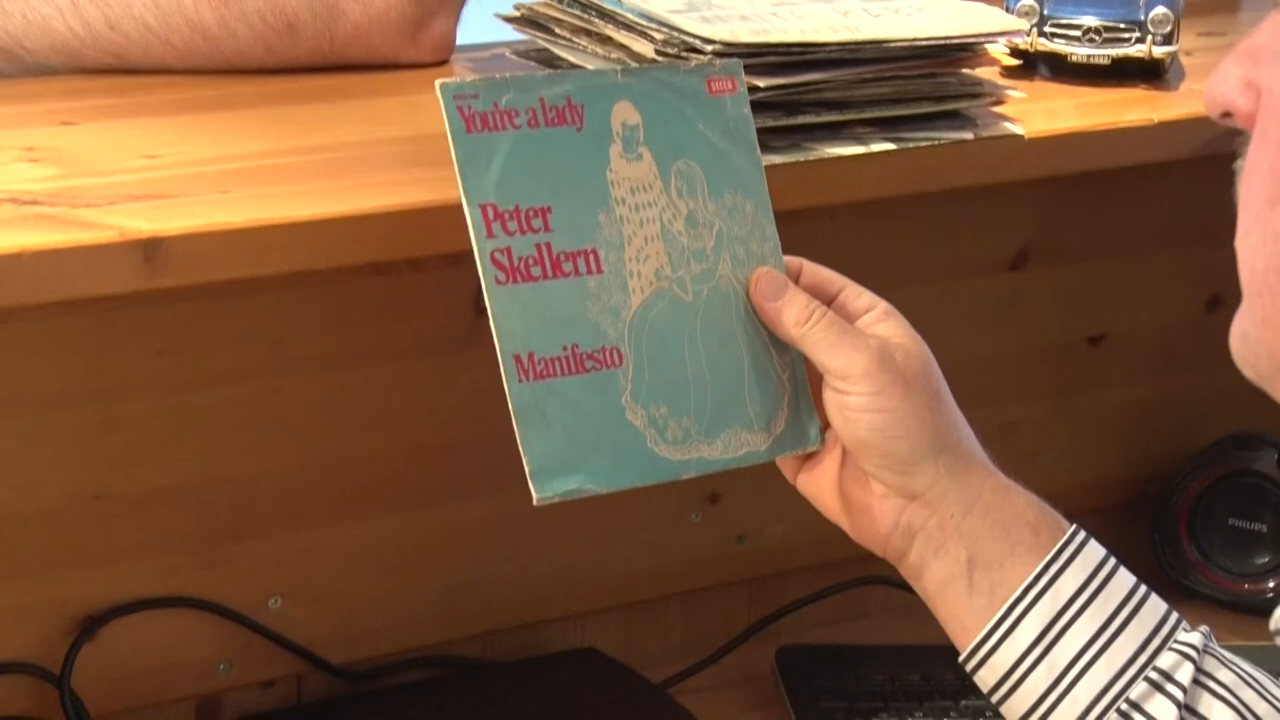 DECCA
You're a lady
Peter
Skellern
Manifesto
PHILIPS